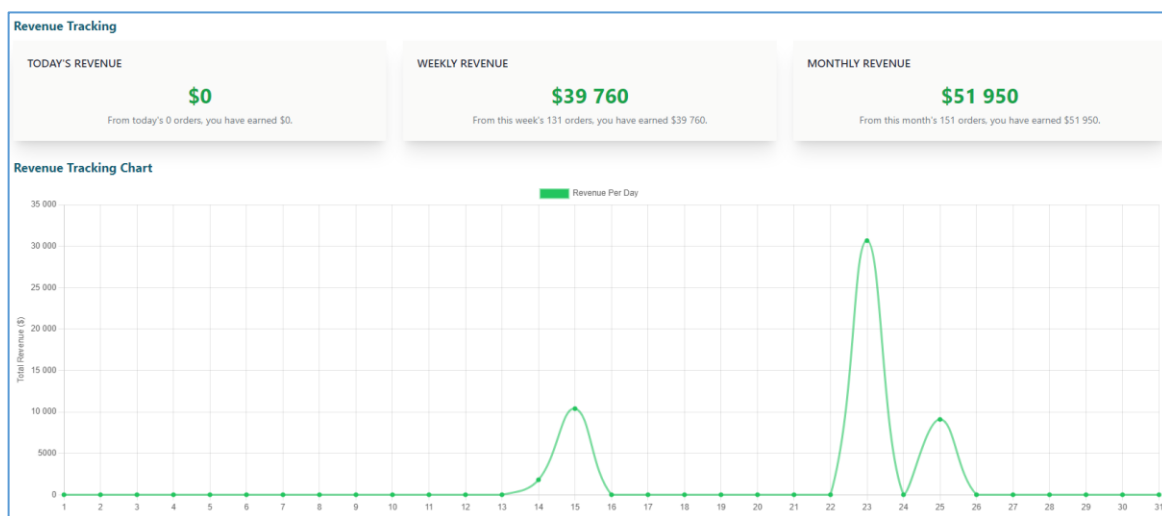 Revenue Tracking
TODAY'S REVENUE
$0
From today's 0 orders, you have earned $0.
WEEKLY REVENUE
$39 760
From this week's 131 orders, you have earned $39 760.
MONTHLY REVENUE
$51 950
From this month's 151 orders, you have earned $51 950.
Revenue Tracking Chart
Revenue Per Day
Total Revenue ($)
35 000
30 000
25 000
20 000
15 000
10 000
5000
0
1 2 3 4 5 6 7 8 9 10 11 12 13 14 15 16 17 18 19 20 21 22 23 24 25 26 27 28 29 30 31